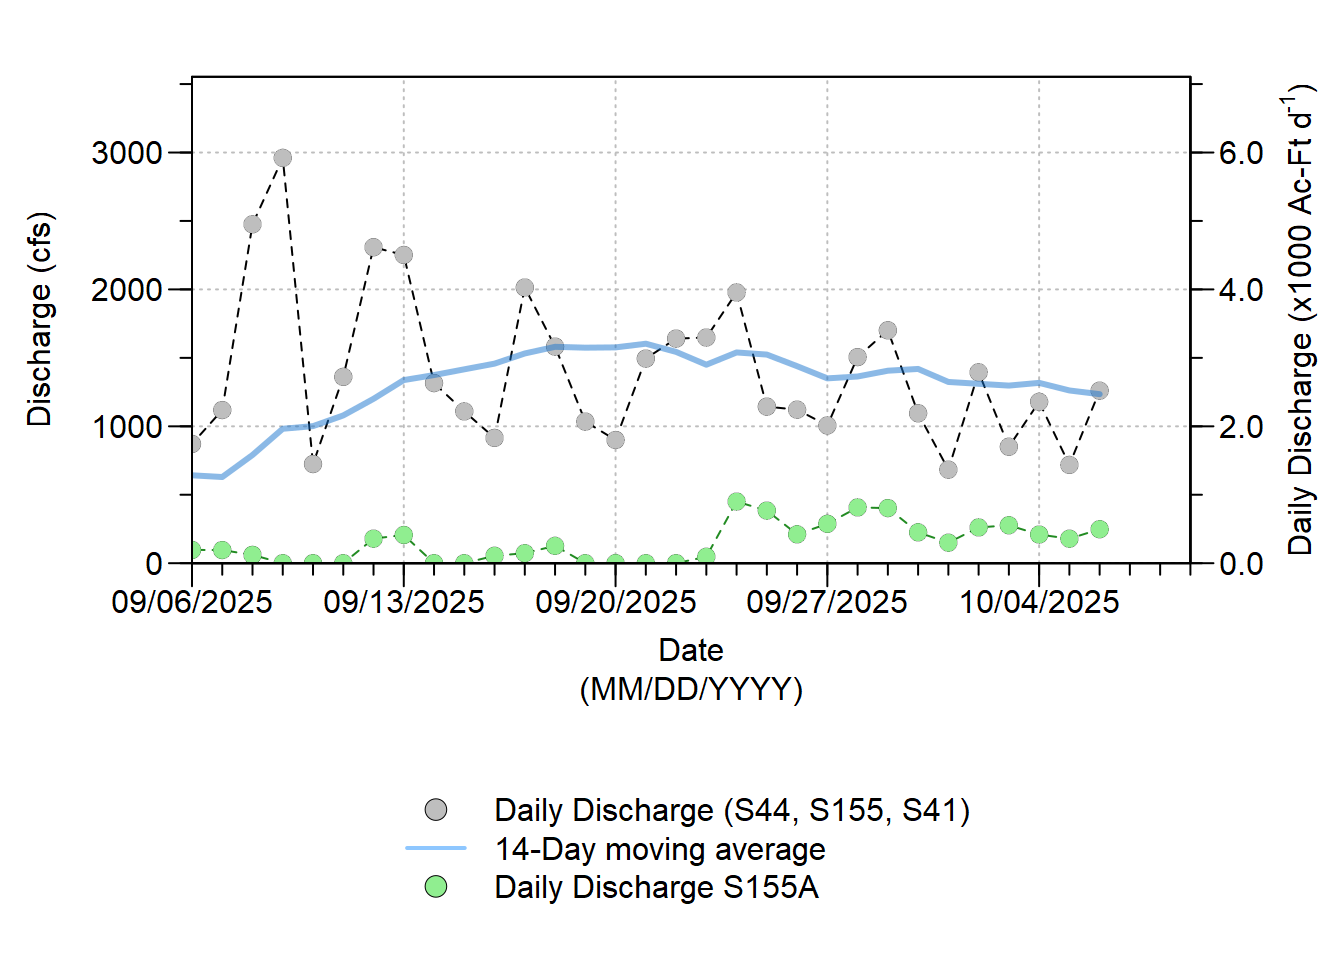 3000
2000
1000
0
Discharge (cfs)
6.0
4.0
2.0
0.0
Daily Discharge (x1000 Ac-Ft d-1)
09/06/2025
09/13/2025
09/20/2025
09/27/2025
10/04/2025
Date
(MM/DD/YYYY)
Daily Discharge (S44, S155, S41)
14-Day moving average
Daily Discharge S155A